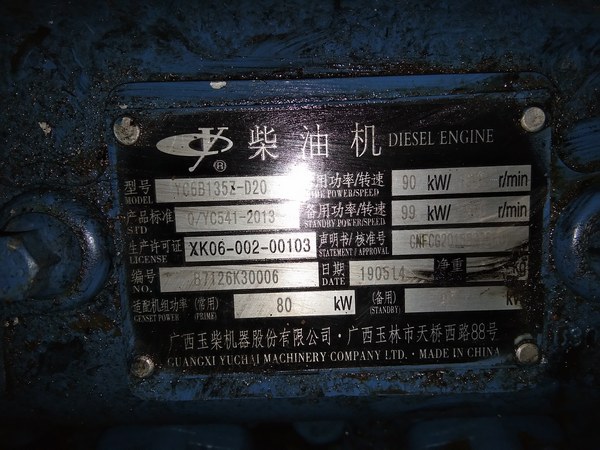 柴油机 DIESEL ENGINE
®
型号 YC6B135Z-D20 用功率/转速 90 kW/ r/min
MODEL POWER/SPEED
产品标准 Q/YC541-2013 备用功率/转速 99 kW/ r/min
STD STANDBY POWER/SPEED
生产许可证 XK06-002-00103 声明书/核准号
LICENSE STATEMENT / APPROVAL
编号 B7126K30006 日期 190514 净重 kg
NO. DATE
适配机组功率 (常用) 80 kW (备用) kW
GENSET POWER (PRIME) (STANDBY)
广西玉柴机器股份有限公司·广西玉林市天桥西路88号
GUANGXI YUCHAI MACHINERY COMPANY LTD. · MADE IN CHINA